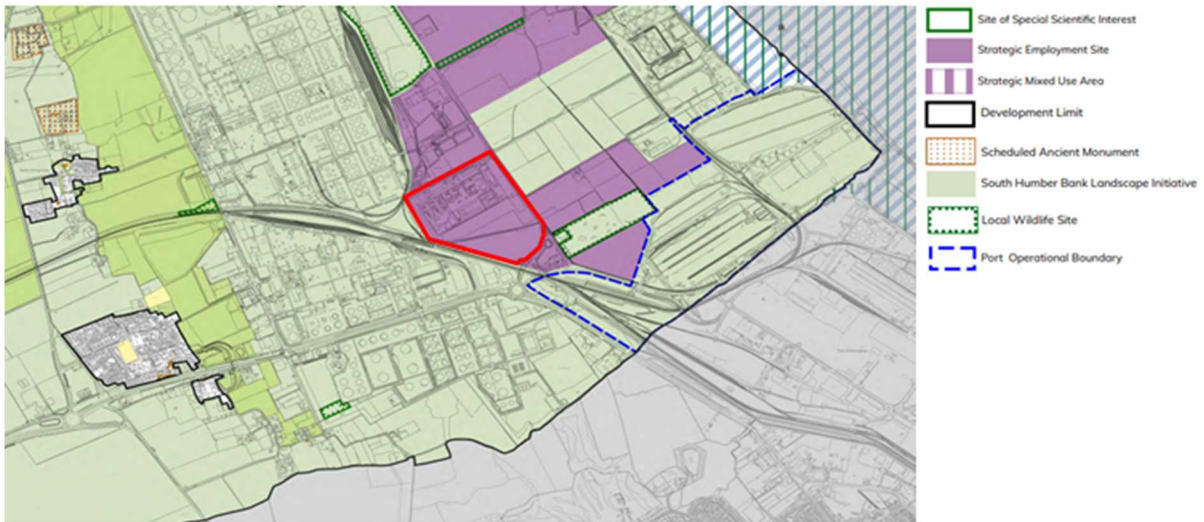 Site of Special Scientific Interest
Strategic Employment Site
Strategic Mixed Use Area
Development Limit
Scheduled Ancient Monument
South Humber Bank Landscape Initiative
Local Wildlife Site
Port Operational Boundary